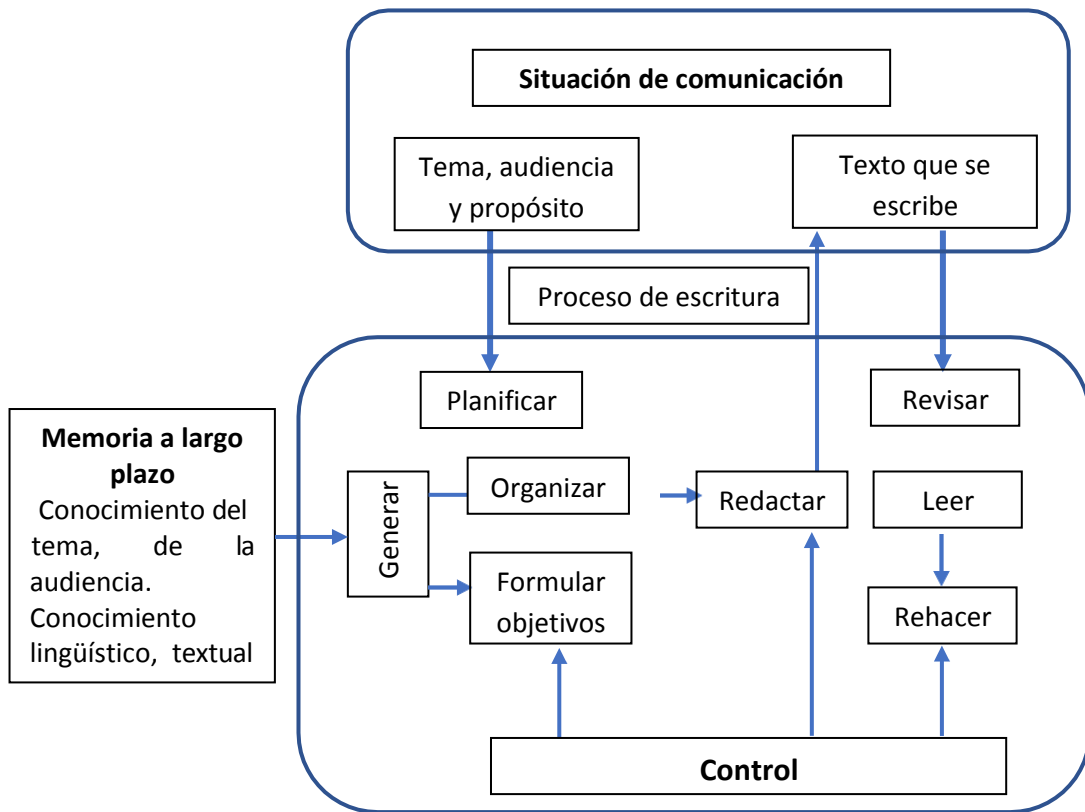 Situación de comunicación
Tema, audiencia
y propósito
Texto que se
escribe
Proceso de escritura
Planificar
Revisar
Memoria a largo
plazo
Conocimiento del
tema, de la
audiencia.
Conocimiento
lingüístico, textual
Generar
Organizar
Formular
objetivos
Redactar
Leer
Rehacer
Control